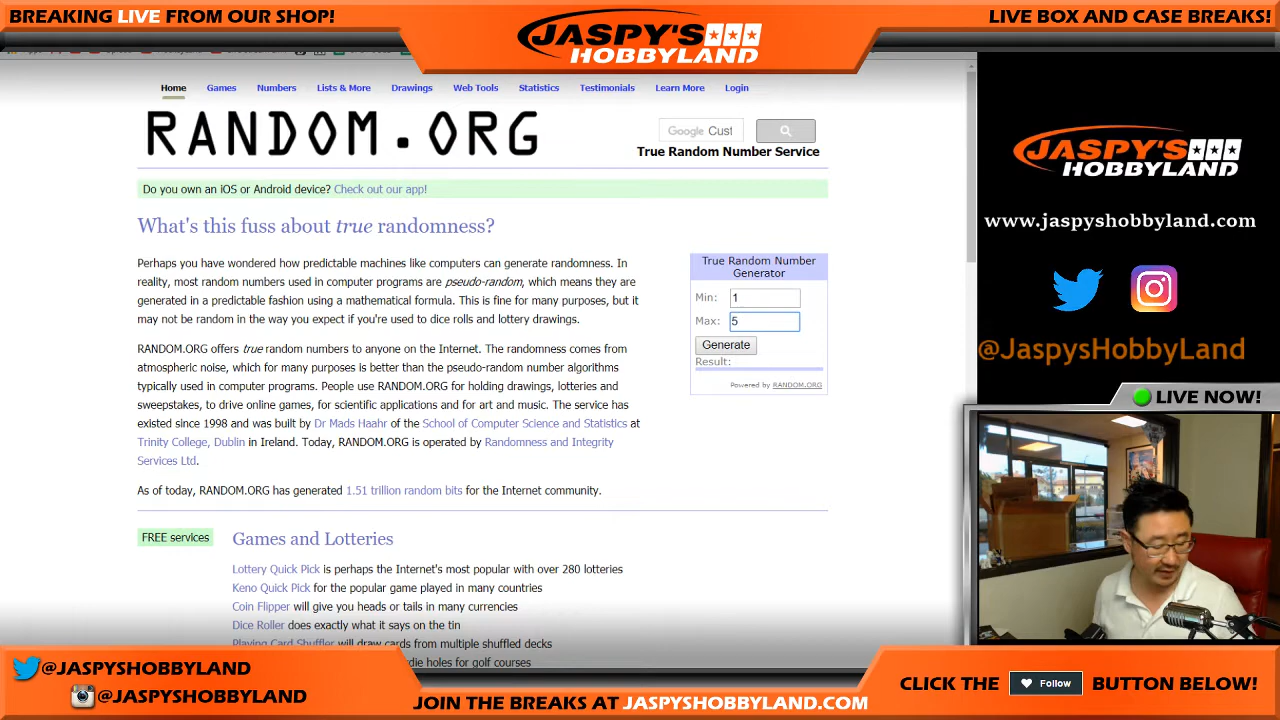 BREAKING LIVE FROM OUR SHOP!
JASPY'S
HOBBYLAND
LIVE BOX AND CASE BREAKS!
Home Games Numbers Lists & More Drawings Web Tools Statistics Testimonials Learn More Login
RANDOM.ORG
Google Cust
True Random Number Service
Do you own an iOS or Android device? Check out our app!
What's this fuss about true randomness?
Perhaps you have wondered how predictable machines like computers can generate randomness. In
reality, most random numbers used in computer programs are pseudo-random, which means they are
generated in a predictable fashion using a mathematical formula. This is fine for many purposes, but it
may not be random in the way you expect if you're used to dice rolls and lottery drawings.
RANDOM.ORG offers true random numbers to anyone on the Internet. The randomness comes from
atmospheric noise, which for many purposes is better than the pseudo-random number algorithms
typically used in computer programs. People use RANDOM.ORG for holding drawings, lotteries and
sweepstakes, to drive online games, for scientific applications and for art and music. The service has
existed since 1998 and was built by Dr Mads Haahr of the School of Computer Science and Statistics at
Trinity College, Dublin in Ireland. Today, RANDOM.ORG is operated by Randomness and Integrity
Services Ltd.
As of today, RANDOM.ORG has generated 1.51 trillion random bits for the Internet community.
True Random Number
Generator
Min: 1
Max: 5
Generate
Result:
Powered by RANDOM.ORG
FREE services
Games and Lotteries
Lottery Quick Pick is perhaps the Internet's most popular with over 280 lotteries
Keno Quick Pick for the popular game played in many countries
Coin Flipper will give you heads or tails in many currencies
Dice Roller does exactly what it says on the tin
Playing Card Shuffler will draw cards from multiple shuffled decks
holes for golf courses
JASPY'S
HOBBYLAND
www.jaspyshobbyland.com
@JaspysHobbyLand
LIVE NOW!
@JASPYSHOBBYLAND
@JASPYSHOBBYLAND
JOIN THE BREAKS AT JASPYSHOBBYLAND.COM
CLICK THE Follow BUTTON BELOW!